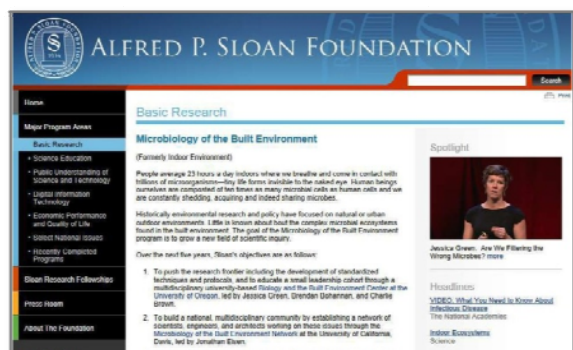 ALFRED P. SLOAN FOUNDATION
Search
Print
Home
Major Program Areas
Basic Research
Science Education
Public Understanding of
Science and Technology
Digital Information
Technology
Economic Performance
and Quality of Life
Select National Issues
Recently Completed
Programs
Sloan Research Fellowships
Press Room
About The Foundation
Basic Research
Microbiology of the Built Environment
(Formerly Indoor Environment)
People average 23 hours a day indoors where we breathe and come in contact with
trillions of microorganisms—tiny life forms invisible to the naked eye. Human beings
ourselves are composed of ten times as many microbial cells as human cells and we
are constantly shedding, acquiring and indeed sharing microbes.
Historically environmental research and policy have focused on natural or urban
outdoor environments. Little is known about how the complex microbial ecosystems
found in the built environment. The goal of the Microbiology of the Built Environment
program is to grow a new field of scientific inquiry.
Over the next five years, Sloan's objectives are as follows:
1. To push the research frontier including the development of standardized
techniques and protocols, and to educate a small leadership cohort through a
multidisciplinary university-based Biology and the Built Environment Center at the
University of Oregon, led by Jessica Green, Brendan Bohannan, and Charlie
Brown.
2. To build a national, multidisciplinary community by establishing a network of
scientists, engineers, and architects working on these issues through the
Microbiology of the Built Environment Network at the University of California,
Davis, led by Jonathan Eisen.
Spotlight
Jessica Green: Are We Filtering the
Wrong Microbes? more
Headlines
VIDEO: What You Need to Know About
Infectious Disease
The National Academies
Indoor Ecosystems
Science